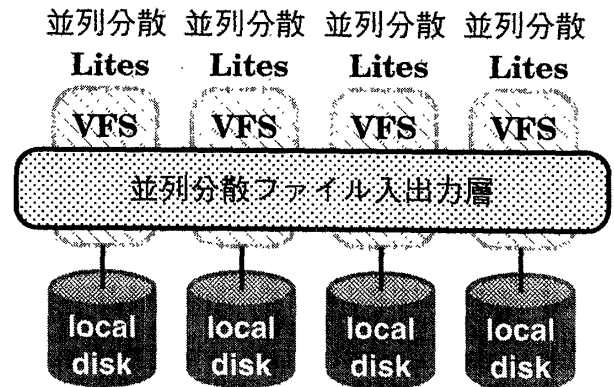 並列分散 並列分散 並列分散 並列分散
Lites Lites Lites Lites
VFS VFS VFS VFS
並列分散ファイル入出力層
local local local local
disk disk disk disk